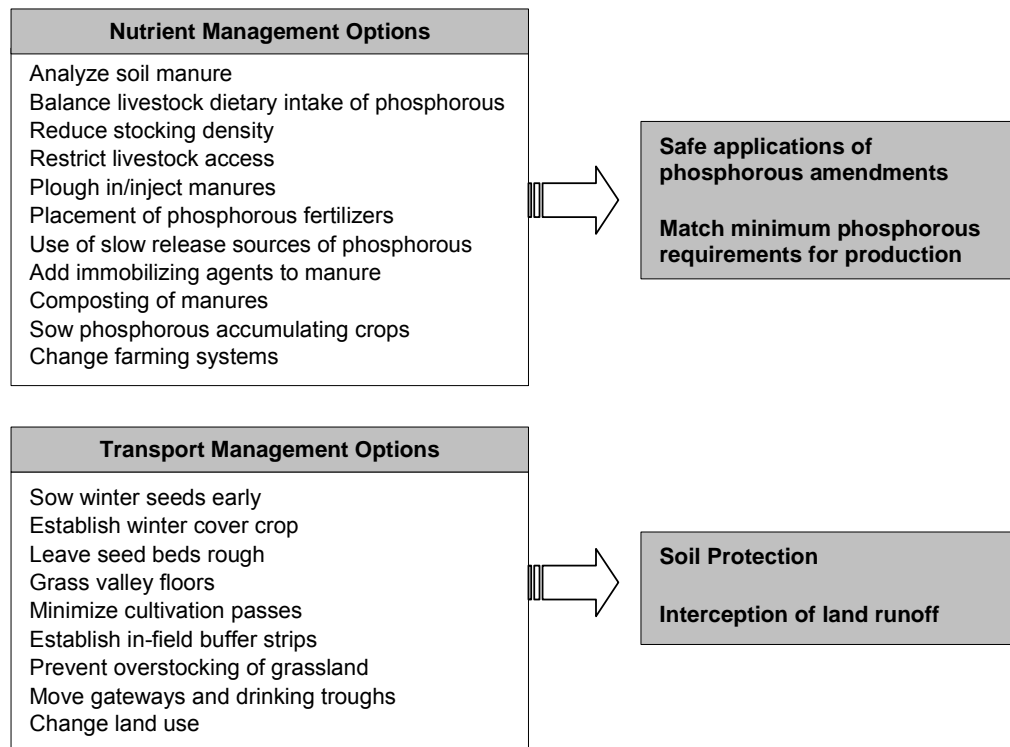 Nutrient Management Options
Analyze soil manure
Balance livestock dietary intake of phosphorous
Reduce stocking density
Restrict livestock access
Plough in/inject manures
Placement of phosphorous fertilizers
Use of slow release sources of phosphorous
Add immobilizing agents to manure
Composting of manures
Sow phosphorous accumulating crops
Change farming systems
Safe applications of
phosphorous amendments
Match minimum phosphorous
requirements for production
Transport Management Options
Sow winter seeds early
Establish winter cover crop
Leave seed beds rough
Grass valley floors
Minimize cultivation passes
Establish in-field buffer strips
Prevent overstocking of grassland
Move gateways and drinking troughs
Change land use
Soil Protection
Interception of land runoff